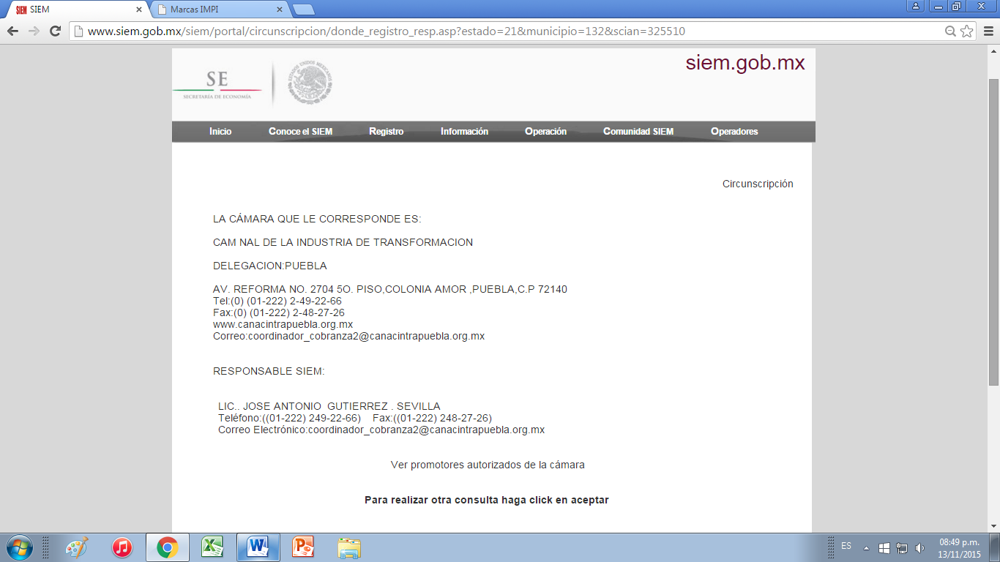 SIEM SIEM
Marcas IMPI
www.siem.gob.mx/siem/portal/circunscripcion/donde_registro_resp.asp?estado=21&municipio=132&scian=325510
SE
SECRETARÍA DE ECONOMÍA
ESTADOS UNIDOS MEXICANOS
siem.gob.mx
Inicio Conoce el SIEM Registro Información Operación Comunidad SIEM Operadores
Circunscripción
LA CÁMARA QUE LE CORRESPONDE ES:
CAM NAL DE LA INDUSTRIA DE TRANSFORMACION
DELEGACION:PUEBLA
AV. REFORMA NO. 2704 5O. PISO,COLONIA AMOR ,PUEBLA,C.P 72140
Tel:(0) (01-222) 2-49-22-66
Fax:(0) (01-222) 2-48-27-26
www.canacintrapuebla.org.mx
Correo:coordinador_cobranza2@canacintrapuebla.org.mx
RESPONSABLE SIEM:
LIC.. JOSE ANTONIO  GUTIERREZ . SEVILLA
Teléfono:((01-222) 249-22-66)    Fax:((01-222) 248-27-26)
Correo Electrónico:coordinador_cobranza2@canacintrapuebla.org.mx
Ver promotores autorizados de la cámara
Para realizar otra consulta haga click en aceptar
ES
08:49 p.m.
13/11/2015